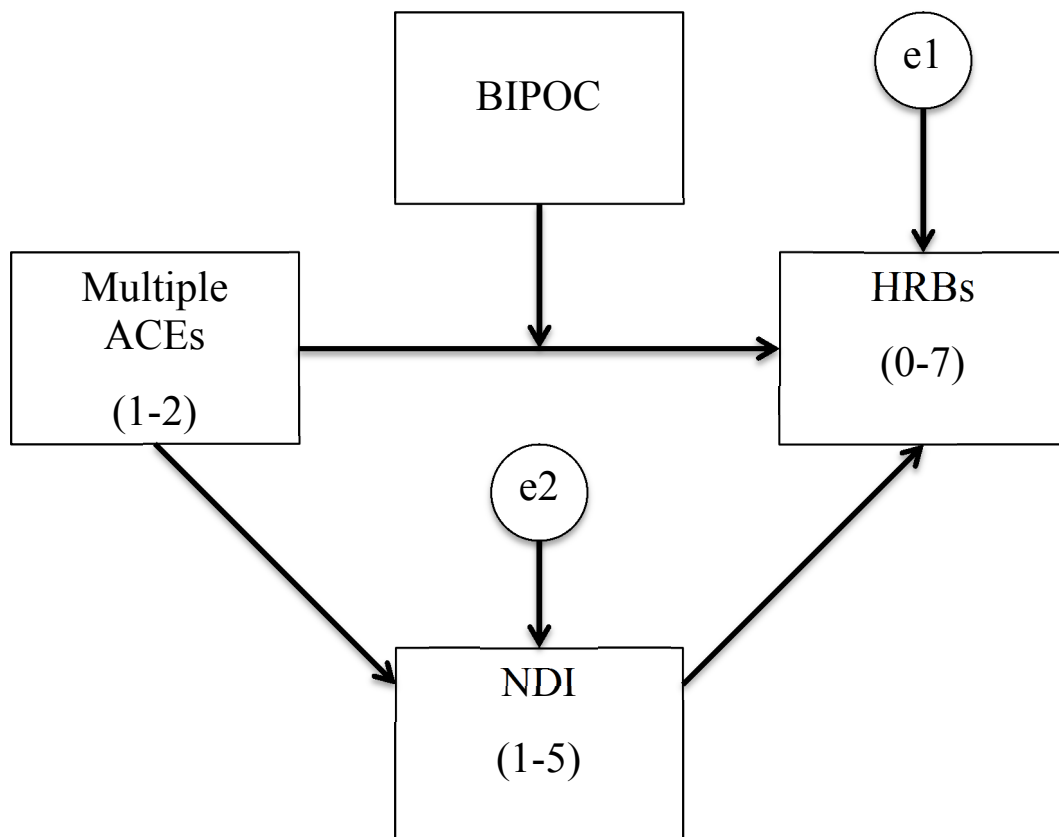 BIPOC
e1
Multiple
ACEs
(1-2)
HRBs
(0-7)
e2
NDI
(1-5)